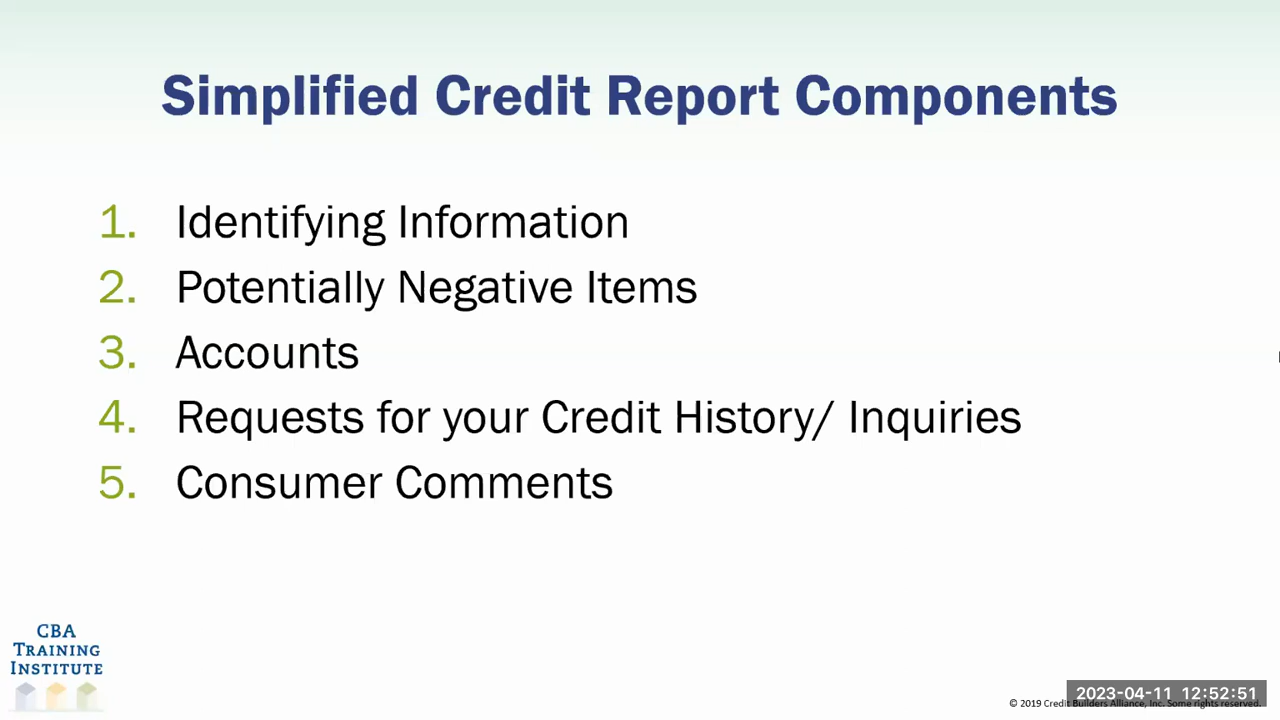 Simplified Credit Report Components
1. Identifying Information
2. Potentially Negative Items
3. Accounts
4. Requests for your Credit History/ Inquiries
5. Consumer Comments
CBA
TRAINING
INSTITUTE
2023-04-11 12:52:51
© 2019 Credit Builders Alliance, Inc. Some rights reserved.